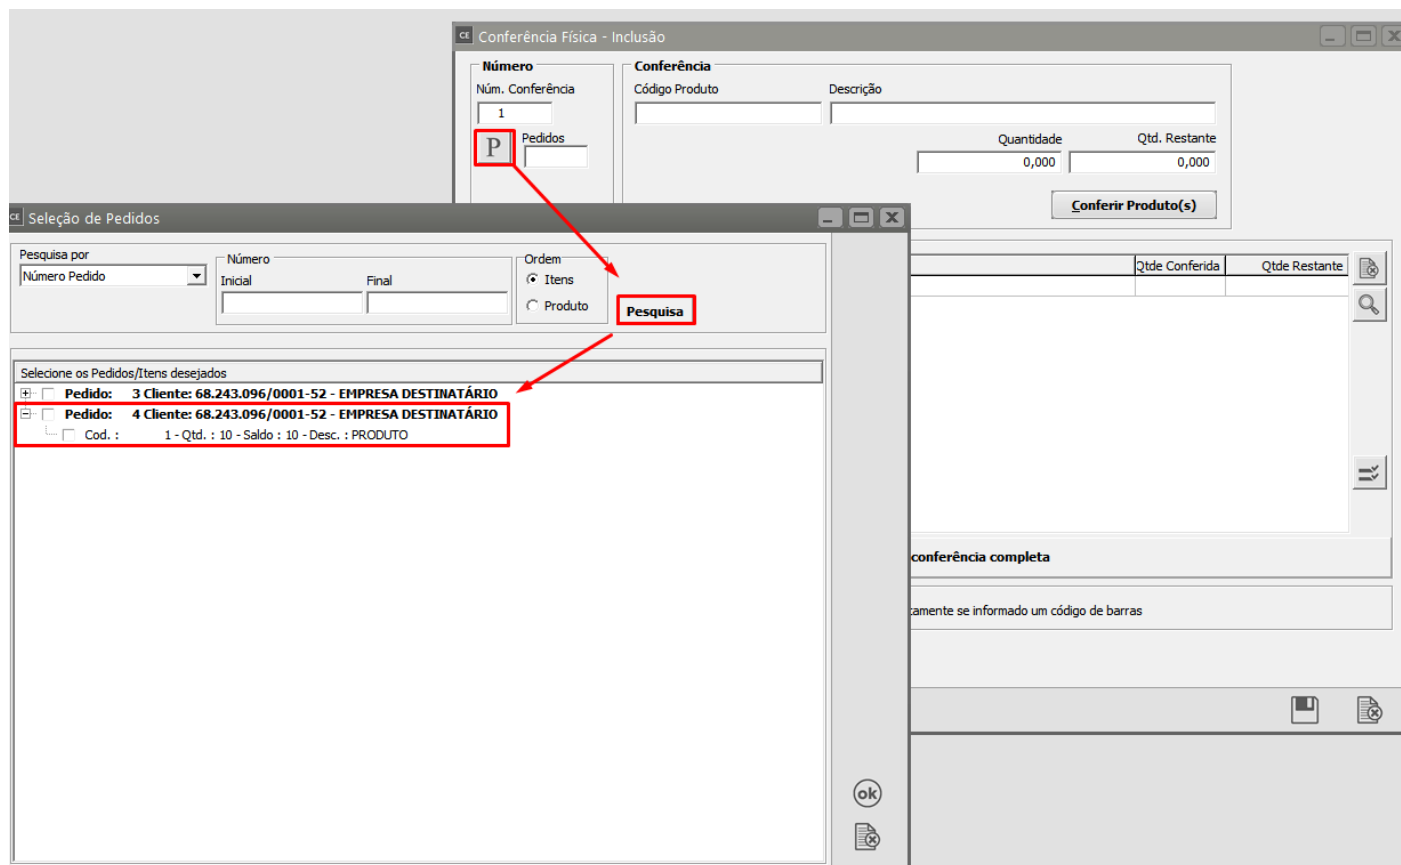 CE Conferência Física - Inclusão
Número
Núm. Conferência
1
P
Pedidos
Conferência
Código Produto
Descrição
Quantidade
Qtd. Restante
0,000
0,000
Conferir Produto(s)
Qtde Conferida
Qtde Restante
conferência completa
tamente se informado um código de barras
CE Seleção de Pedidos
Pesquisa por
Número Pedido
Número
Inicial
Final
Ordem
Itens
Produto
Pesquisa
Selecione os Pedidos/Itens desejados
Pedido: 3 Cliente: 68.243.096/0001-52 - EMPRESA DESTINATÁRIO
Pedido: 4 Cliente: 68.243.096/0001-52 - EMPRESA DESTINATÁRIO
Cod. : 1 - Qtd. : 10 - Saldo : 10 - Desc. : PRODUTO
ok